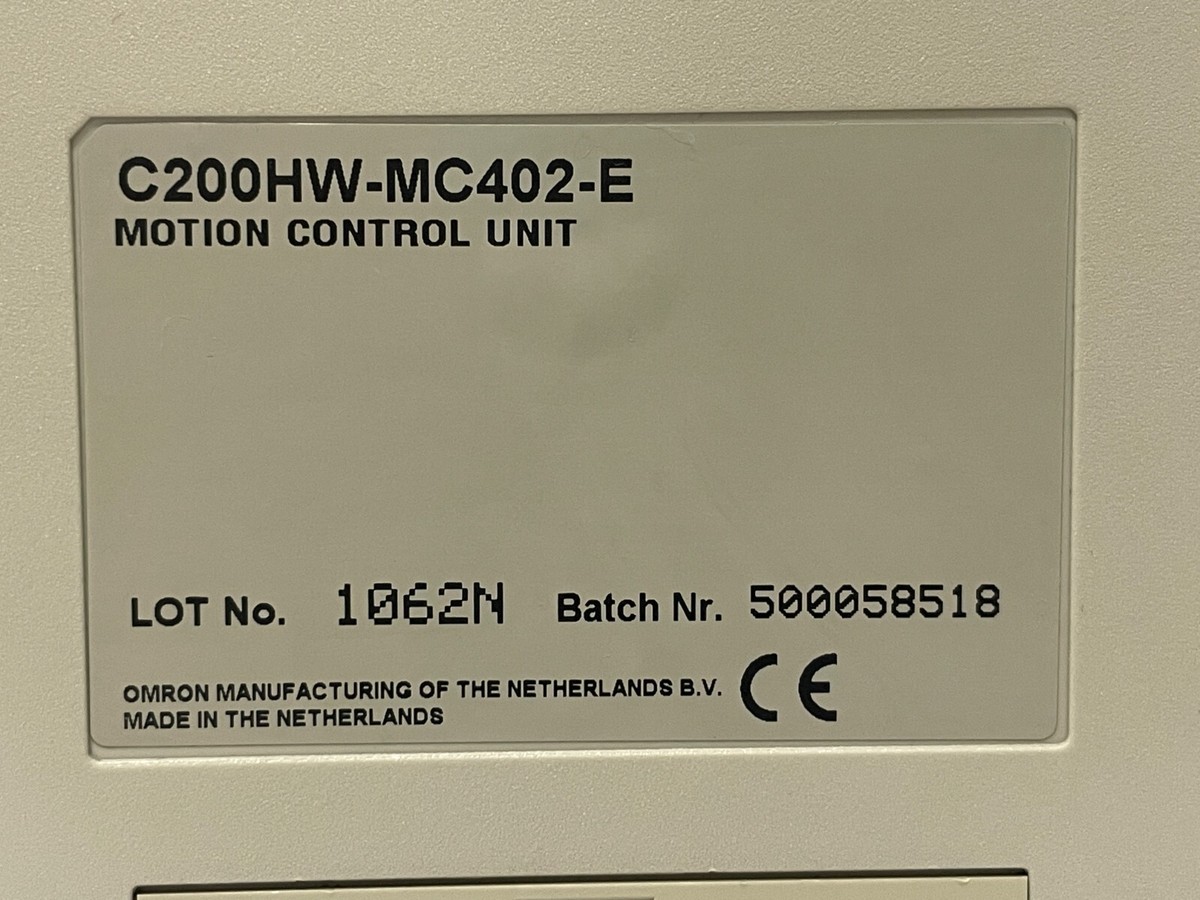 C200HW-MC402-E
MOTION CONTROL UNIT
LOT No. 1062N Batch Nr. 500058518
OMRON MANUFACTURING OF THE NETHERLANDS B.V. CE
MADE IN THE NETHERLANDS